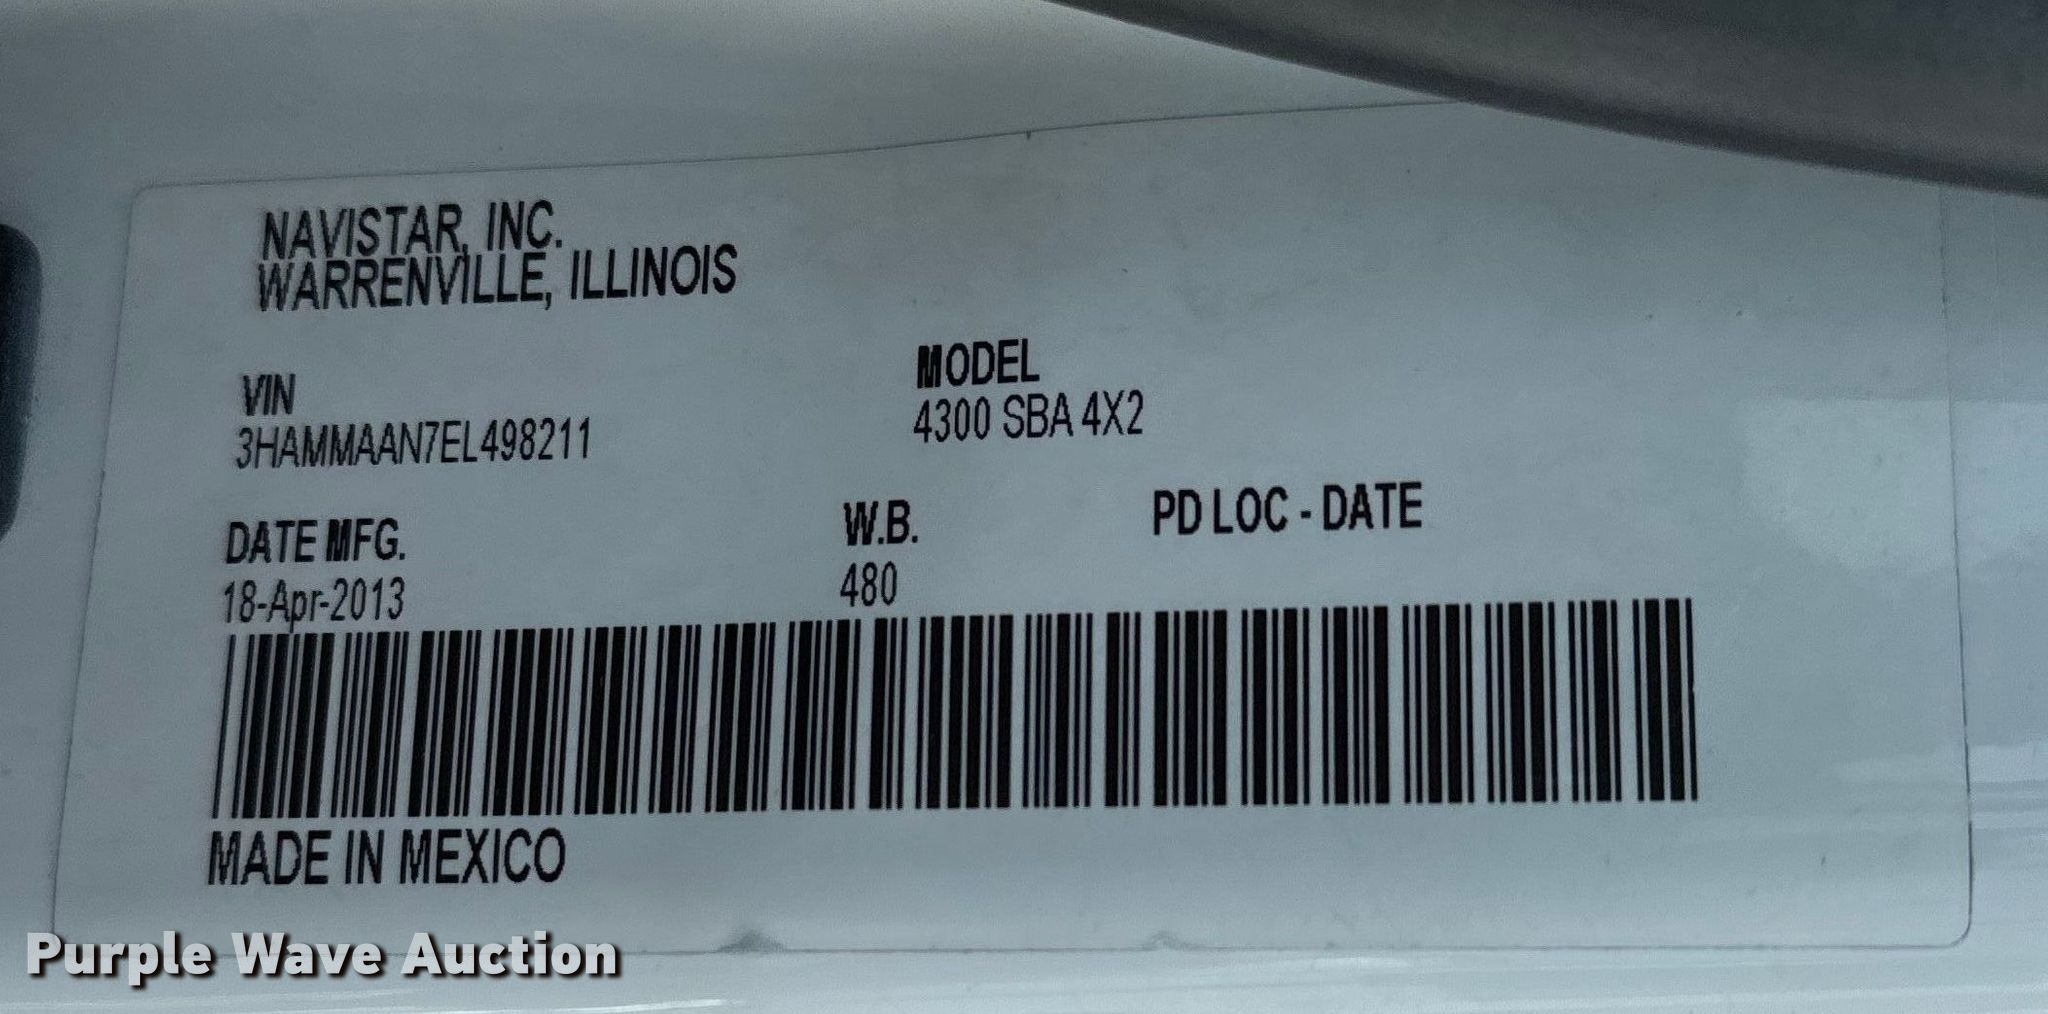 NAVISTAR, INC.
WARRENVILLE, ILLINOIS
VIN
3HAMMAAN7EL498211
MODEL
4300 SBA 4X2
DATE MFG.
18-Apr-2013
W.B.
480
PD LOC - DATE
MADE IN MEXICO
Purple Wave Auction